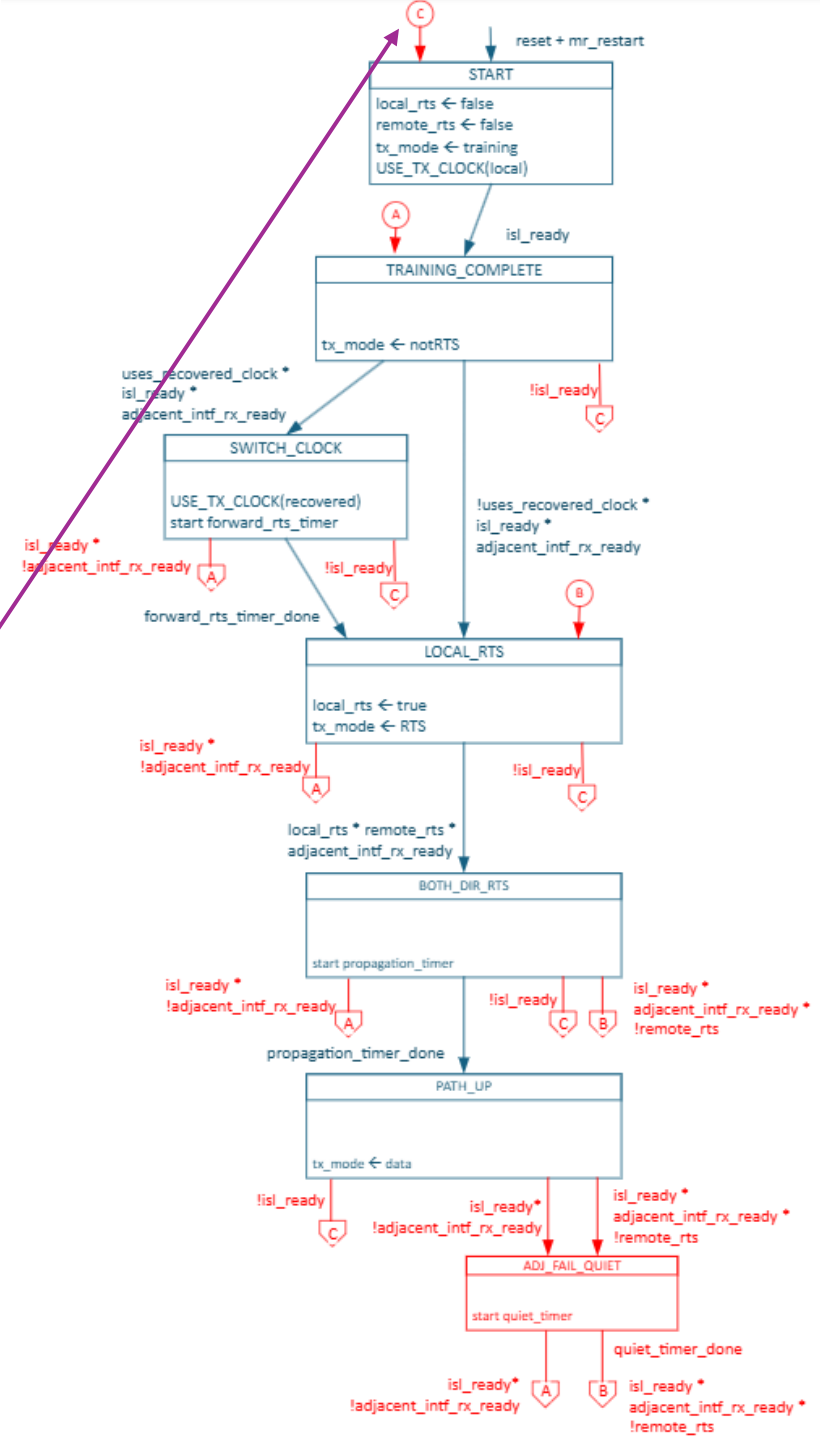 C
reset + mr_restart
START
local_rts ← false
remote_rts ← false
tx_mode ← training
USE_TX_CLOCK(local)
A
isl_ready
TRAINING_COMPLETE
tx_mode ← notRTS
uses_recovered_clock *
isl_ready *
adjacent_intf_rx_ready
!isl_ready
C
SWITCH_CLOCK
USE_TX_CLOCK(recovered)
start forward_rts_timer
!uses_recovered_clock *
isl_ready *
adjacent_intf_rx_ready
isl_ready *
!adjacent_intf_rx_ready
A
!isl_ready
C
forward_rts_timer_done
B
LOCAL_RTS
local_rts ← true
tx_mode ← RTS
isl_ready *
!adjacent_intf_rx_ready
A
!isl_ready
C
local_rts * remote_rts *
adjacent_intf_rx_ready
BOTH_DIR_RTS
start propagation_timer
isl_ready *
!adjacent_intf_rx_ready
A
!isl_ready
C
B
isl_ready *
adjacent_intf_rx_ready *
!remote_rts
propagation_timer_done
PATH_UP
tx_mode ← data
!isl_ready
C
isl_ready*
!adjacent_intf_rx_ready
isl_ready *
adjacent_intf_rx_ready *
!remote_rts
ADJ_FAIL_QUIET
start quiet_timer
quiet_timer_done
isl_ready*
!adjacent_intf_rx_ready
A
B
isl_ready *
adjacent_intf_rx_ready *
!remote_rts